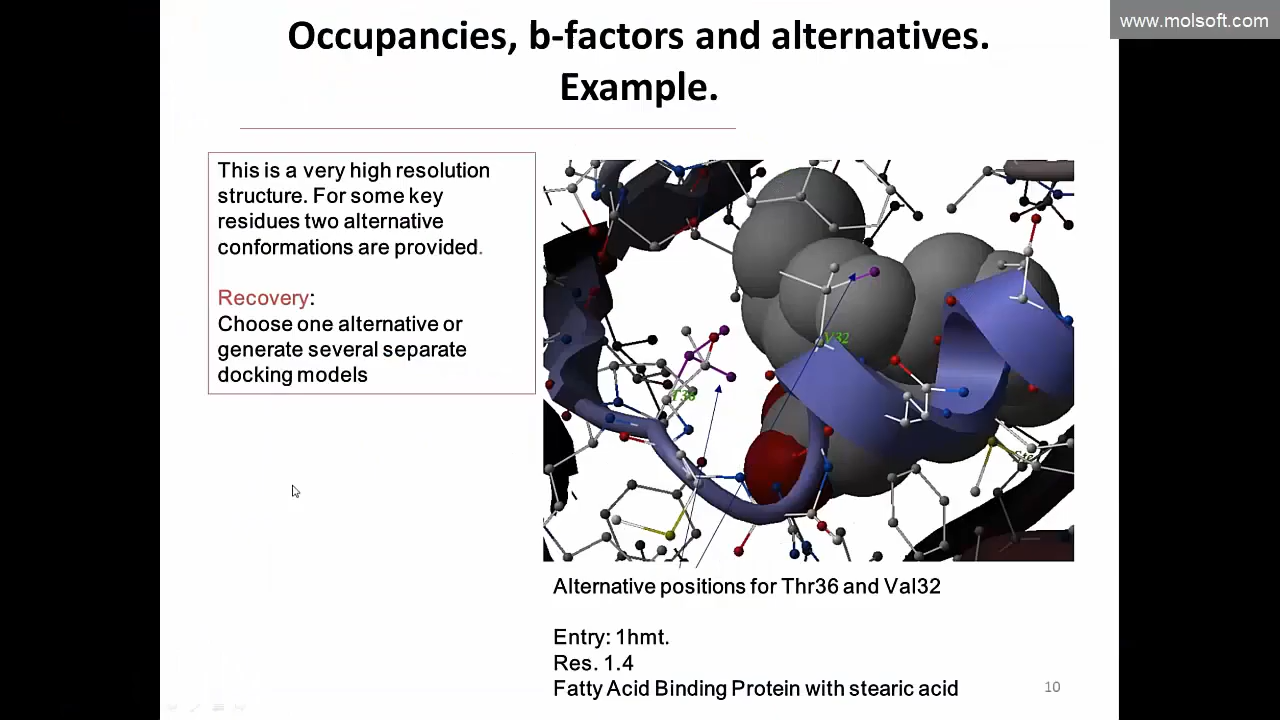 www.molsoft.com
Occupancies, b-factors and alternatives.
Example.
This is a very high resolution
structure. For some key
residues two alternative
conformations are provided.
Recovery:
Choose one alternative or
generate several separate
docking models
V32
T36
Alternative positions for Thr36 and Val32
Entry: 1hmt.
Res. 1.4
Fatty Acid Binding Protein with stearic acid
10